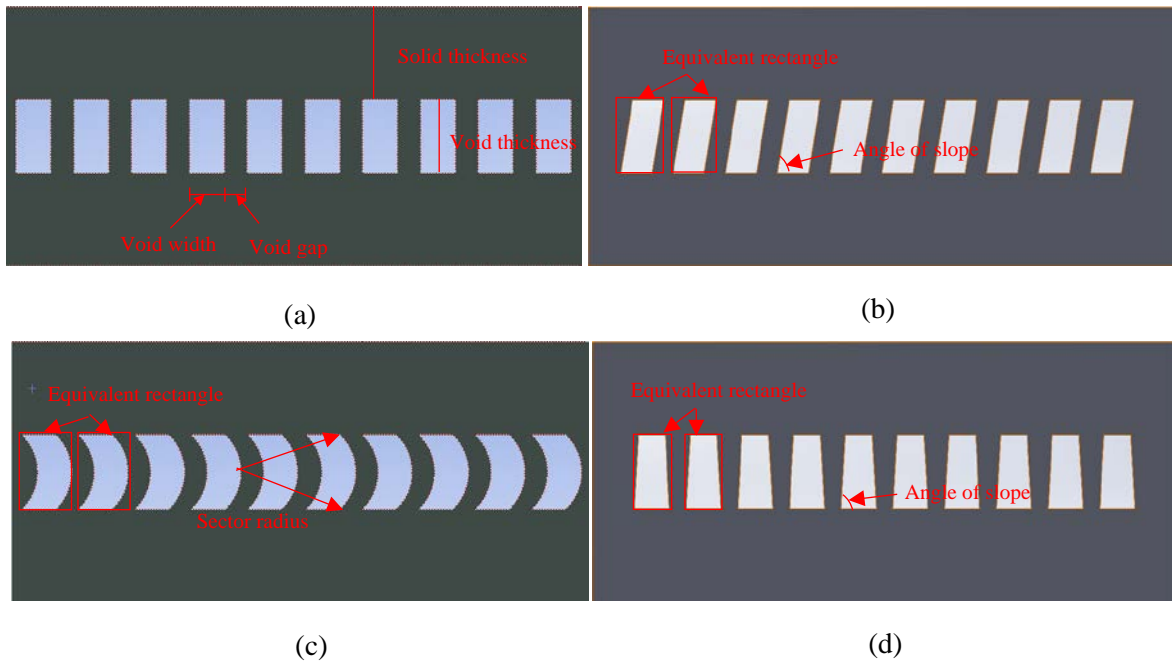 Solid thickness
Void thickness
Void width
Void gap
(a)
Equivalent rectangle
Angle of slope
(b)
Equivalent rectangle
Sector radius
(c)
Equivalent rectangle
Angle of slope
(d)